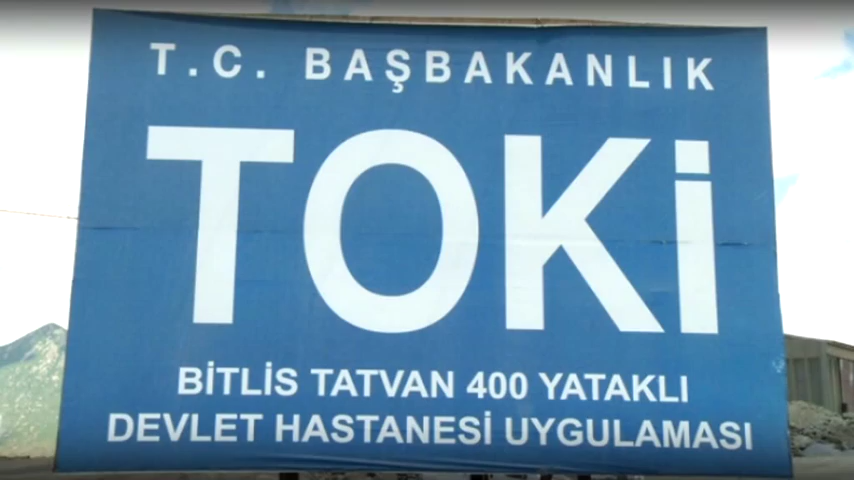 T.C. BAŞBAKANLIK
TOKİ
BİTLİS TATVAN 400 YATAKLI
DEVLET HASTANESİ UYGULAMASI